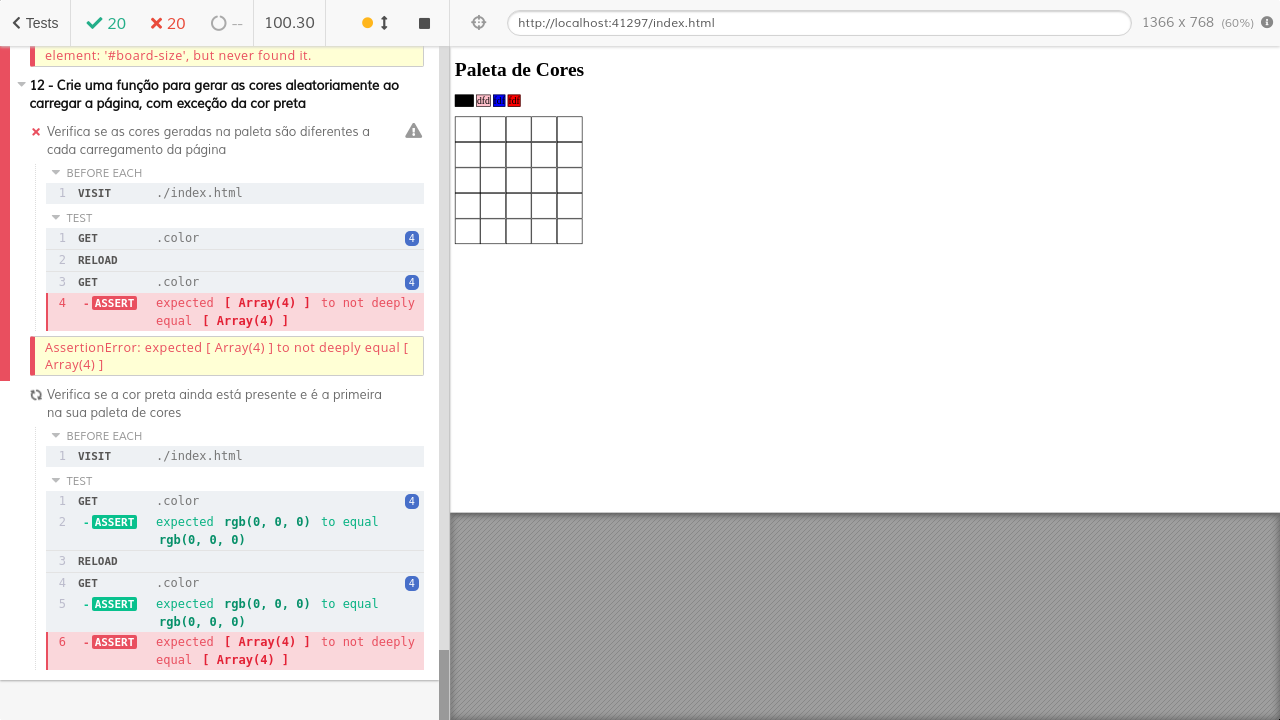 Tests
20
20
--
100.30
http://localhost:41297/index.html
1366 x 768 (60%)
element: '#board-size', but never found it.
12 - Crie uma função para gerar as cores aleatoriamente ao
carregar a página, com exceção da cor preta
Verifica se as cores geradas na paleta são diferentes a
cada carregamento da página
BEFORE EACH
1 VISIT ./index.html
TEST
1 GET .color 4
2 RELOAD
3 GET .color 4
4 - ASSERT expected [ Array(4) ] to not deeply
equal [ Array(4) ]
AssertionError: expected [ Array(4) ] to not deeply equal [
Array(4) ]
Verifica se a cor preta ainda está presente e é a primeira
na sua paleta de cores
BEFORE EACH
1 VISIT ./index.html
TEST
1 GET .color 4
2 - ASSERT expected rgb(0, 0, 0) to equal
rgb(0, 0, 0)
3 RELOAD
4 GET .color 4
5 - ASSERT expected rgb(0, 0, 0) to equal
rgb(0, 0, 0)
6 - ASSERT expected [ Array(4) ] to not deeply
equal [ Array(4) ]
Paleta de Cores
dfd